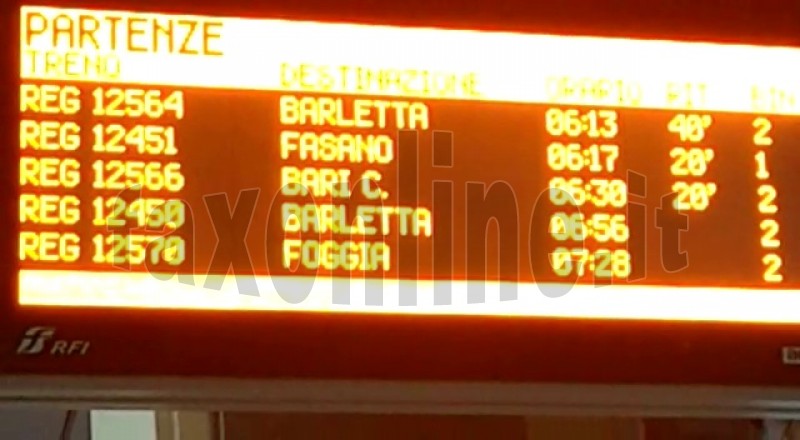 PARTENZE
TRENO DESTINAZIONE ORARIO RIT BIN
REG 12564 BARLETTA 06:13 40' 2
REG 12451 FASANO 06:17 20' 1
REG 12566 BARI C. 06:30 20' 2
REG 12450 BARLETTA 06:56 2
REG 12570 FOGGIA 07:28 2
faxonline.it
RFI